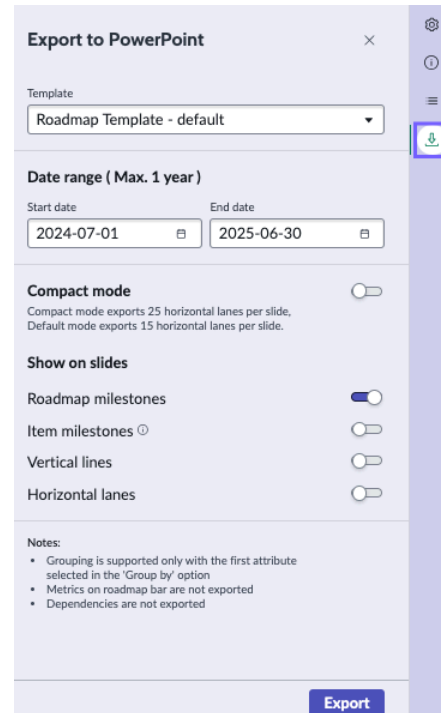 Export to PowerPoint
Template
Roadmap Template - default
Date range ( Max. 1 year )
Start date
End date
2024-07-01
2025-06-30
Compact mode
Compact mode exports 25 horizontal lanes per slide,
Default mode exports 15 horizontal lanes per slide.
Show on slides
Roadmap milestones
Item milestones
Vertical lines
Horizontal lanes
Notes:
• Grouping is supported only with the first attribute
selected in the 'Group by' option
• Metrics on roadmap bar are not exported
• Dependencies are not exported
Export